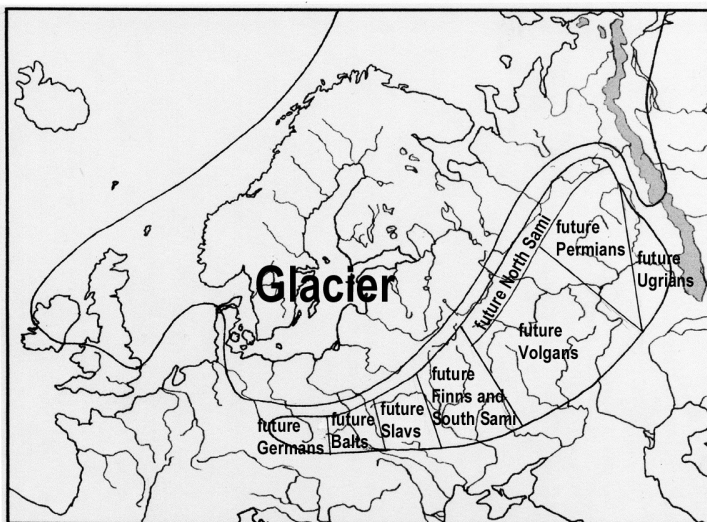 Glacier
future North Sami
future
Permians
future
Ugrians
future
Volgans
future
Finns and
South Sami
future
Slavs
future
Balts
future
Germans